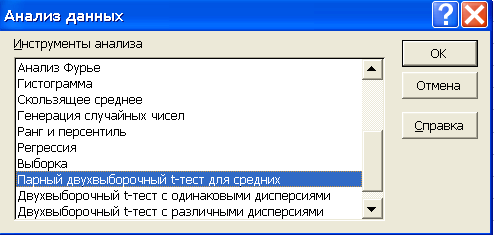 Анализ данных
Инструменты анализа
Анализ Фурье
Гистограмма
Скользящее среднее
Генерация случайных чисел
Ранг и персентиль
Регрессия
Выборка
Парный двухвыборочный t-тест для средних
Двухвыборочный t-тест с одинаковыми дисперсиями
Двухвыборочный t-тест с различными дисперсиями
OK
Отмена
Справка